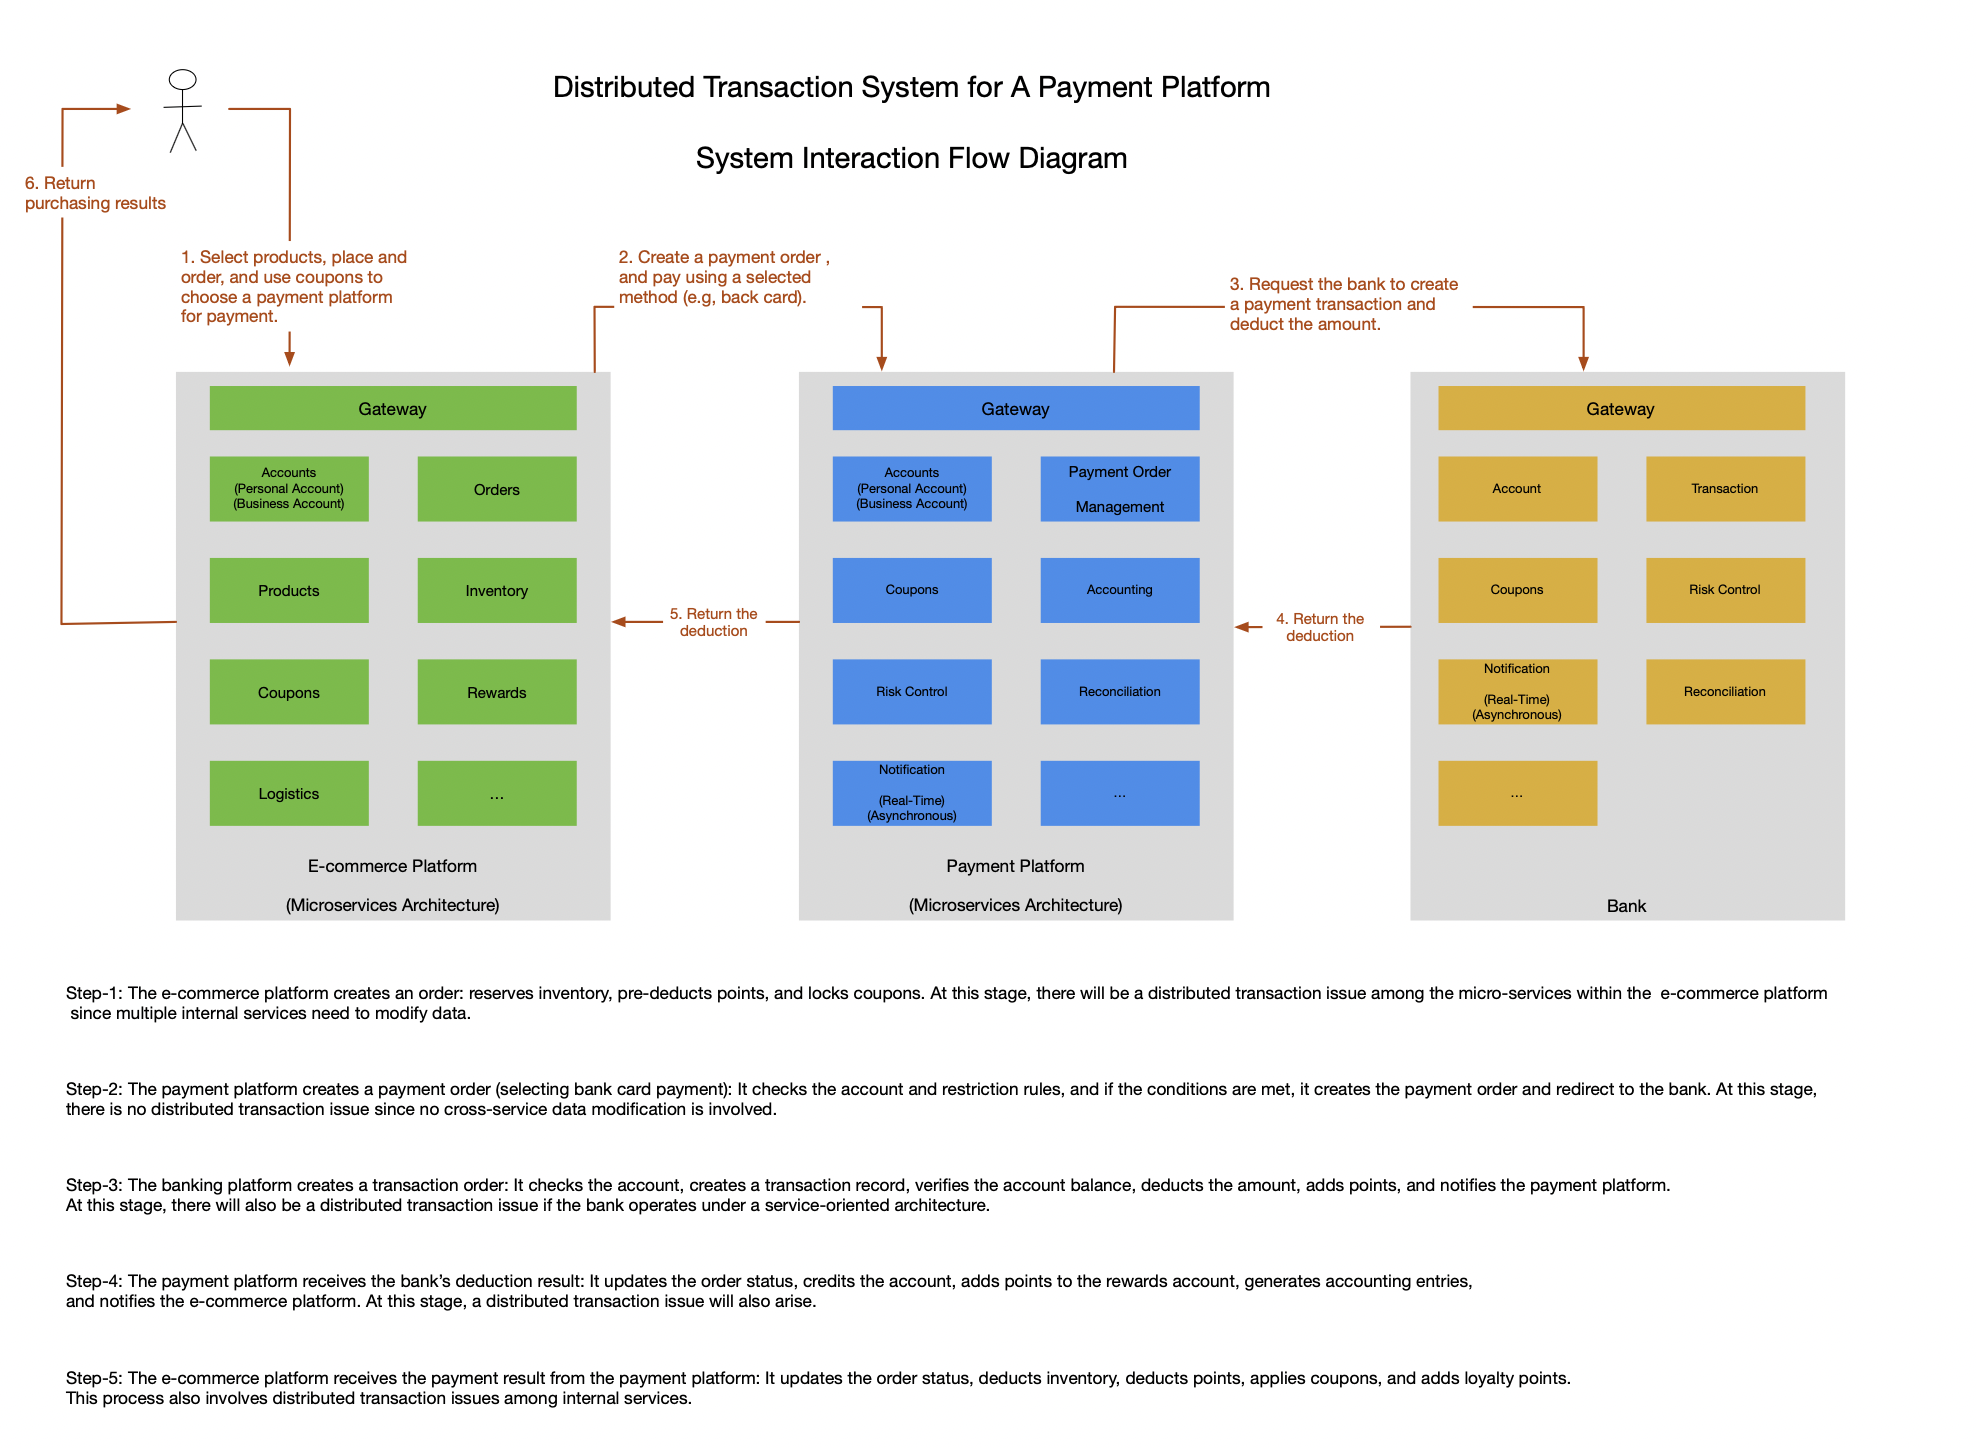 Distributed Transaction System for A Payment Platform
System Interaction Flow Diagram
6. Return
purchasing results
1. Select products, place and
order, and use coupons to
choose a payment platform
for payment.
2. Create a payment order ,
and pay using a selected
method (e.g, back card).
3. Request the bank to create
a payment transaction and
deduct the amount.
Gateway
Accounts
(Personal Account)
(Business Account)
Orders
Products
Inventory
Coupons
Rewards
Logistics
...
E-commerce Platform
(Microservices Architecture)
5. Return the
deduction
Gateway
Accounts
(Personal Account)
(Business Account)
Payment Order
Management
Coupons
Accounting
Risk Control
Reconciliation
Notification
(Real-Time)
(Asynchronous)
...
Payment Platform
(Microservices Architecture)
4. Return the
deduction
Gateway
Account
Transaction
Coupons
Risk Control
Notification
(Real-Time)
(Asynchronous)
Reconciliation
...
Bank
Step-1: The e-commerce platform creates an order: reserves inventory, pre-deducts points, and locks coupons. At this stage, there will be a distributed transaction issue among the micro-services within the  e-commerce platform
since multiple internal services need to modify data.
Step-2: The payment platform creates a payment order (selecting bank card payment): It checks the account and restriction rules, and if the conditions are met, it creates the payment order and redirect to the bank. At this stage,
there is no distributed transaction issue since no cross-service data modification is involved.
Step-3: The banking platform creates a transaction order: It checks the account, creates a transaction record, verifies the account balance, deducts the amount, adds points, and notifies the payment platform.
At this stage, there will also be a distributed transaction issue if the bank operates under a service-oriented architecture.
Step-4: The payment platform receives the bank’s deduction result: It updates the order status, credits the account, adds points to the rewards account, generates accounting entries,
and notifies the e-commerce platform. At this stage, a distributed transaction issue will also arise.
Step-5: The e-commerce platform receives the payment result from the payment platform: It updates the order status, deducts inventory, deducts points, applies coupons, and adds loyalty points.
This process also involves distributed transaction issues among internal services.